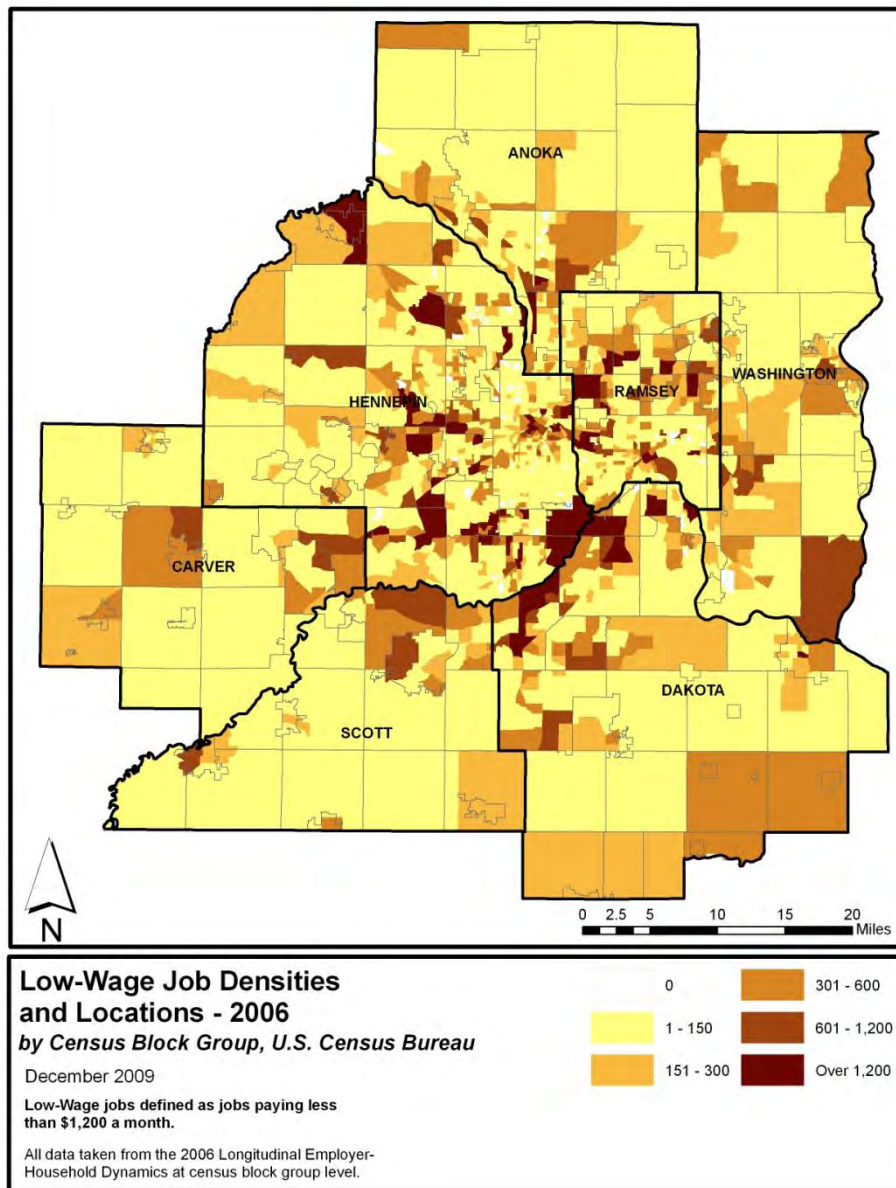 ANOKA
WASHINGTON
RAMSEY
HENNEPIN
CARVER
DAKOTA
SCOTT
N
0 2.5 5 10 15 20
Miles
Low-Wage Job Densities
and Locations - 2006
by Census Block Group, U.S. Census Bureau
December 2009
Low-Wage jobs defined as jobs paying less
than $1,200 a month.
All data taken from the 2006 Longitudinal Employer-
Household Dynamics at census block group level.
0
1 - 150
151 - 300
301 - 600
601 - 1,200
Over 1,200